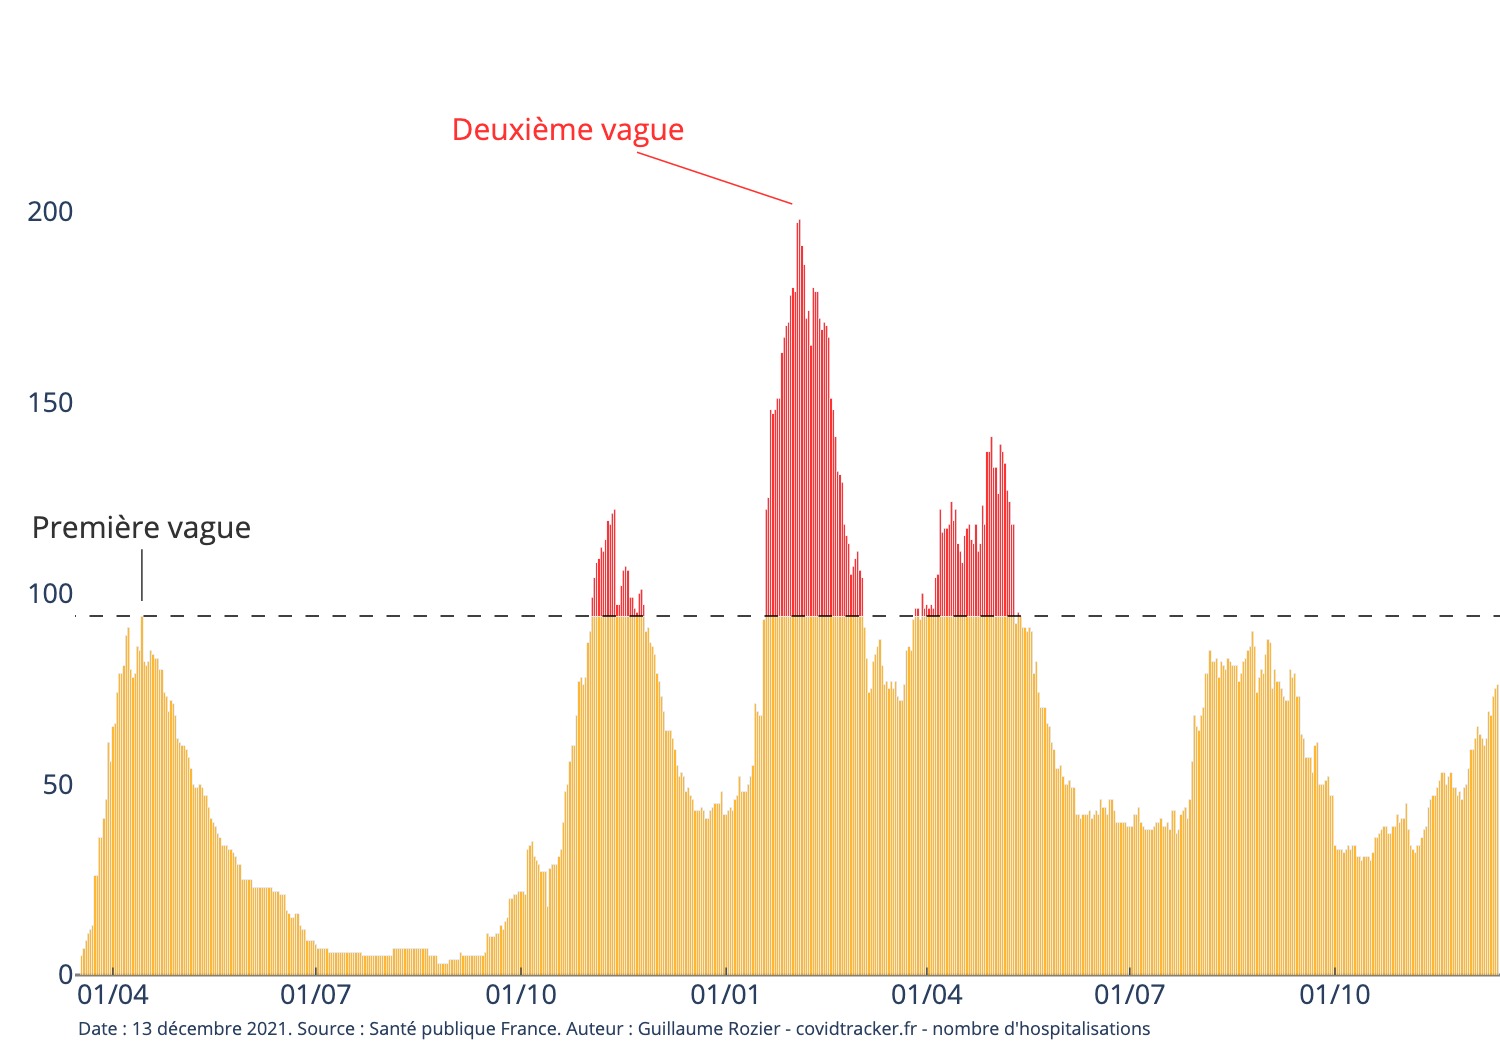 Deuxième vague
200
150
Première vague
100
50
0
01/04 01/07 01/10 01/01 01/04 01/07 01/10
Date : 13 décembre 2021. Source : Santé publique France. Auteur : Guillaume Rozier - covidtracker.fr - nombre d'hospitalisations